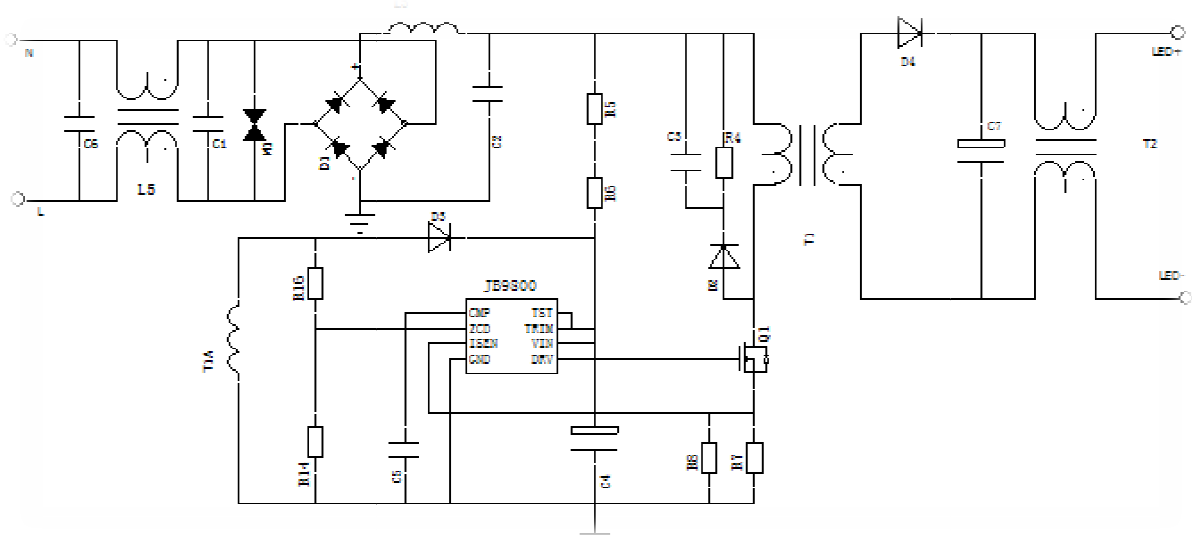 N
L
C6
L5
C1
D1
+
C2
R5
R6
C3
R4
D2
T1
D4
C7
LED+
T2
LED-
D3
R16
T1A
R14
C5
JB9800
CMP
ZCD
ISEN
GND
TST
TRIM
VIN
DRV
C4
Q1
R8
R7